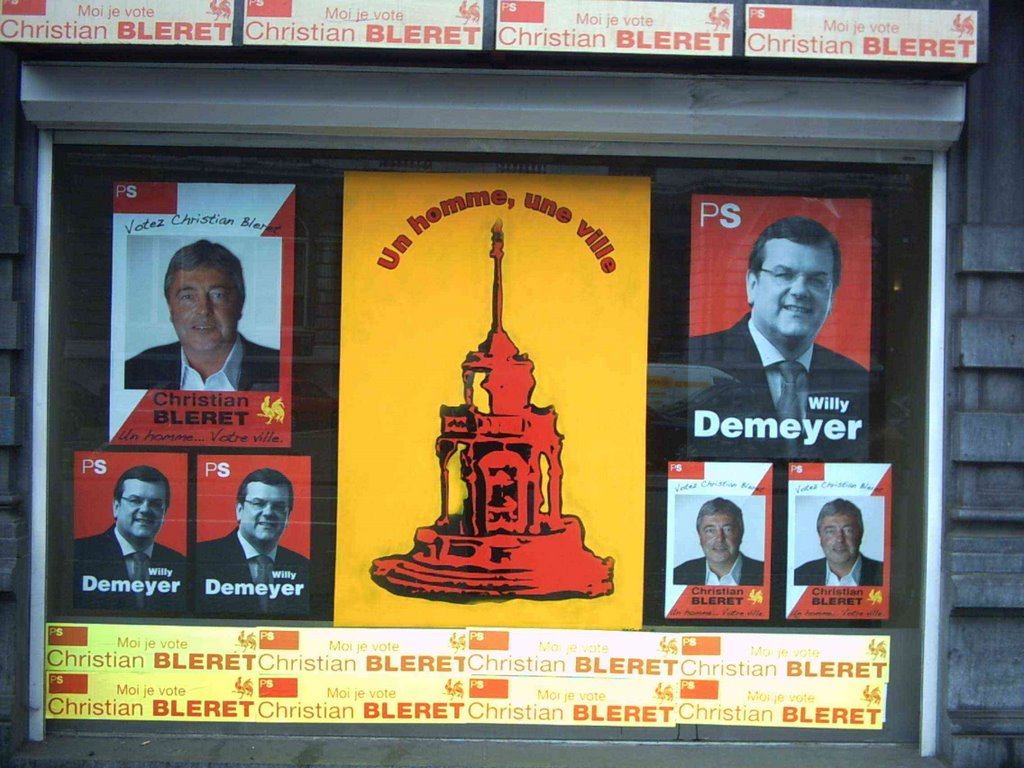 PS
Moi je vote
Christian BLERET
PS
Moi je vote
Christian BLERET
PS
Moi je vote
Christian BLERET
PS
Moi je vote
Christian BLERET
PS
Votez Christian Bleret
Christian
BLERET
Un homme... Votre ville.
Un homme, une ville
PS
Willy
Demeyer
PS
Willy
Demeyer
PS
Willy
Demeyer
PS
Votez Christian Bleret
Christian
BLERET
Un homme... Votre ville
PS
Votez Christian Bleret
Christian
BLERET
Un homme... Votre ville
PS
Moi je vote
Christian BLERET
PS
Moi je vote
Christian BLERET
PS
Moi je vote
Christian BLERET
PS
Moi je vote
Christian BLERET
PS
Moi je vote
Christian BLERET
PS
Moi je vote
Christian BLERET
PS
Moi je vote
Christian BLERET
PS
Moi je vote
Christian BLERET